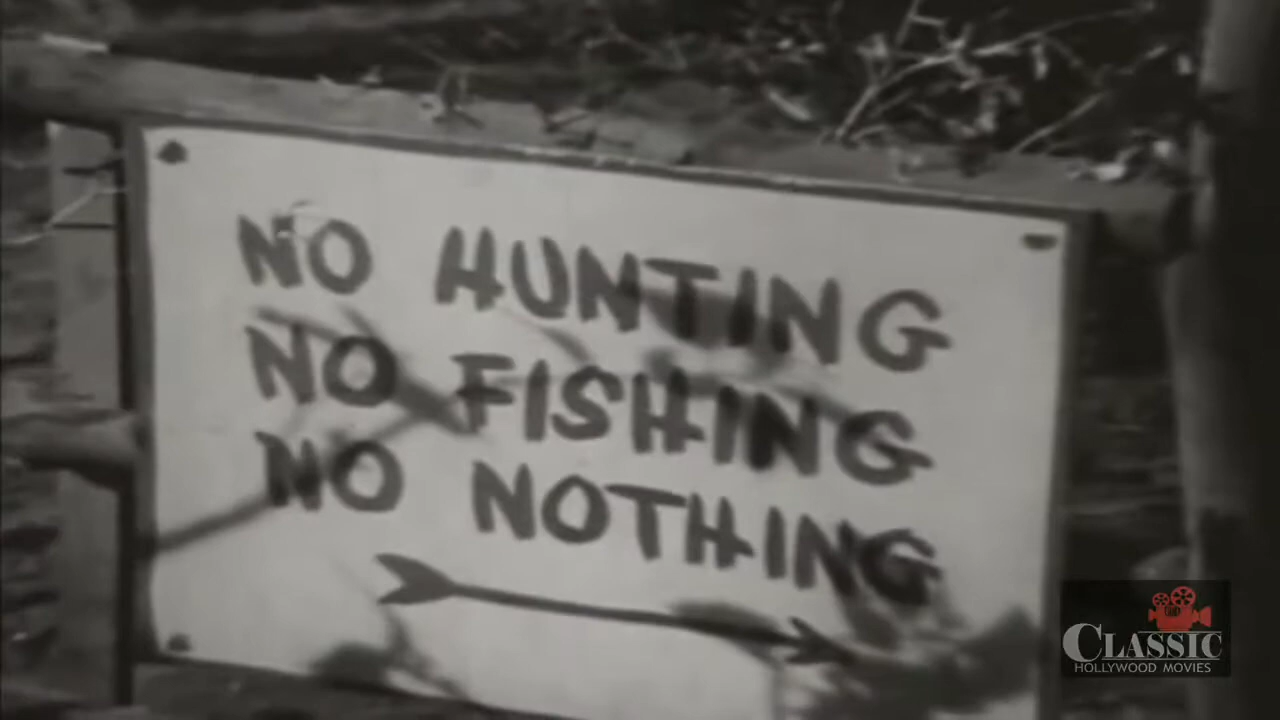 NO HUNTING
NO FISHING
NO NOTHING
CLASSIC
HOLLYWOOD MOVIES